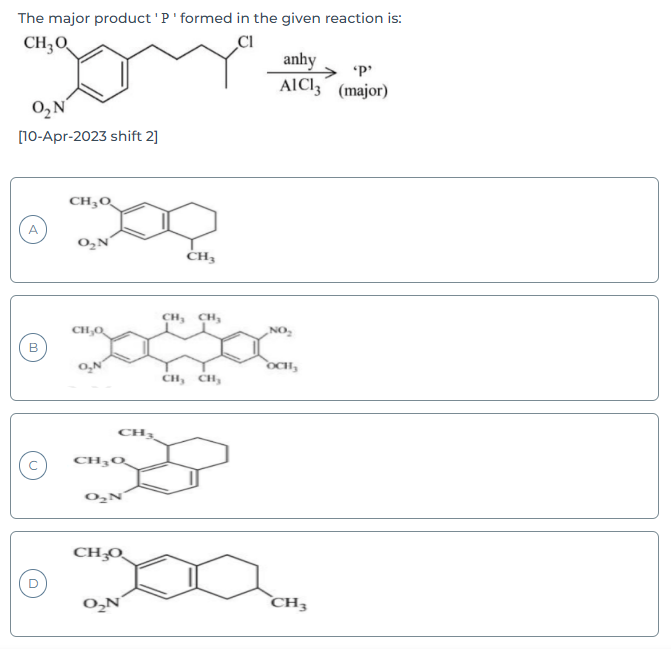 The major product 'P' formed in the given reaction is:
CH3O
Cl
anhy
AlCl3
'P'
(major)
O2N
[10-Apr-2023 shift 2]
A
CH3O
O2N
CH3
B
CH3 CH3
CH3O
NO2
O2N
OCH3
CH3 CH3
C
CH3
CH3O
O2N
D
CH3O
O2N
CH3